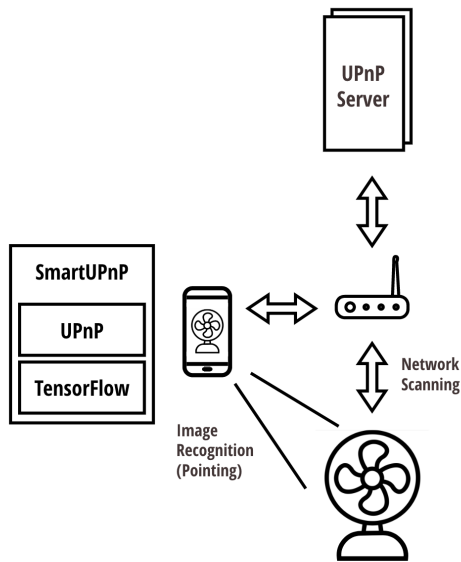 UPnP
Server
SmartUPnP
UPnP
TensorFlow
Network
Scanning
Image
Recognition
(Pointing)